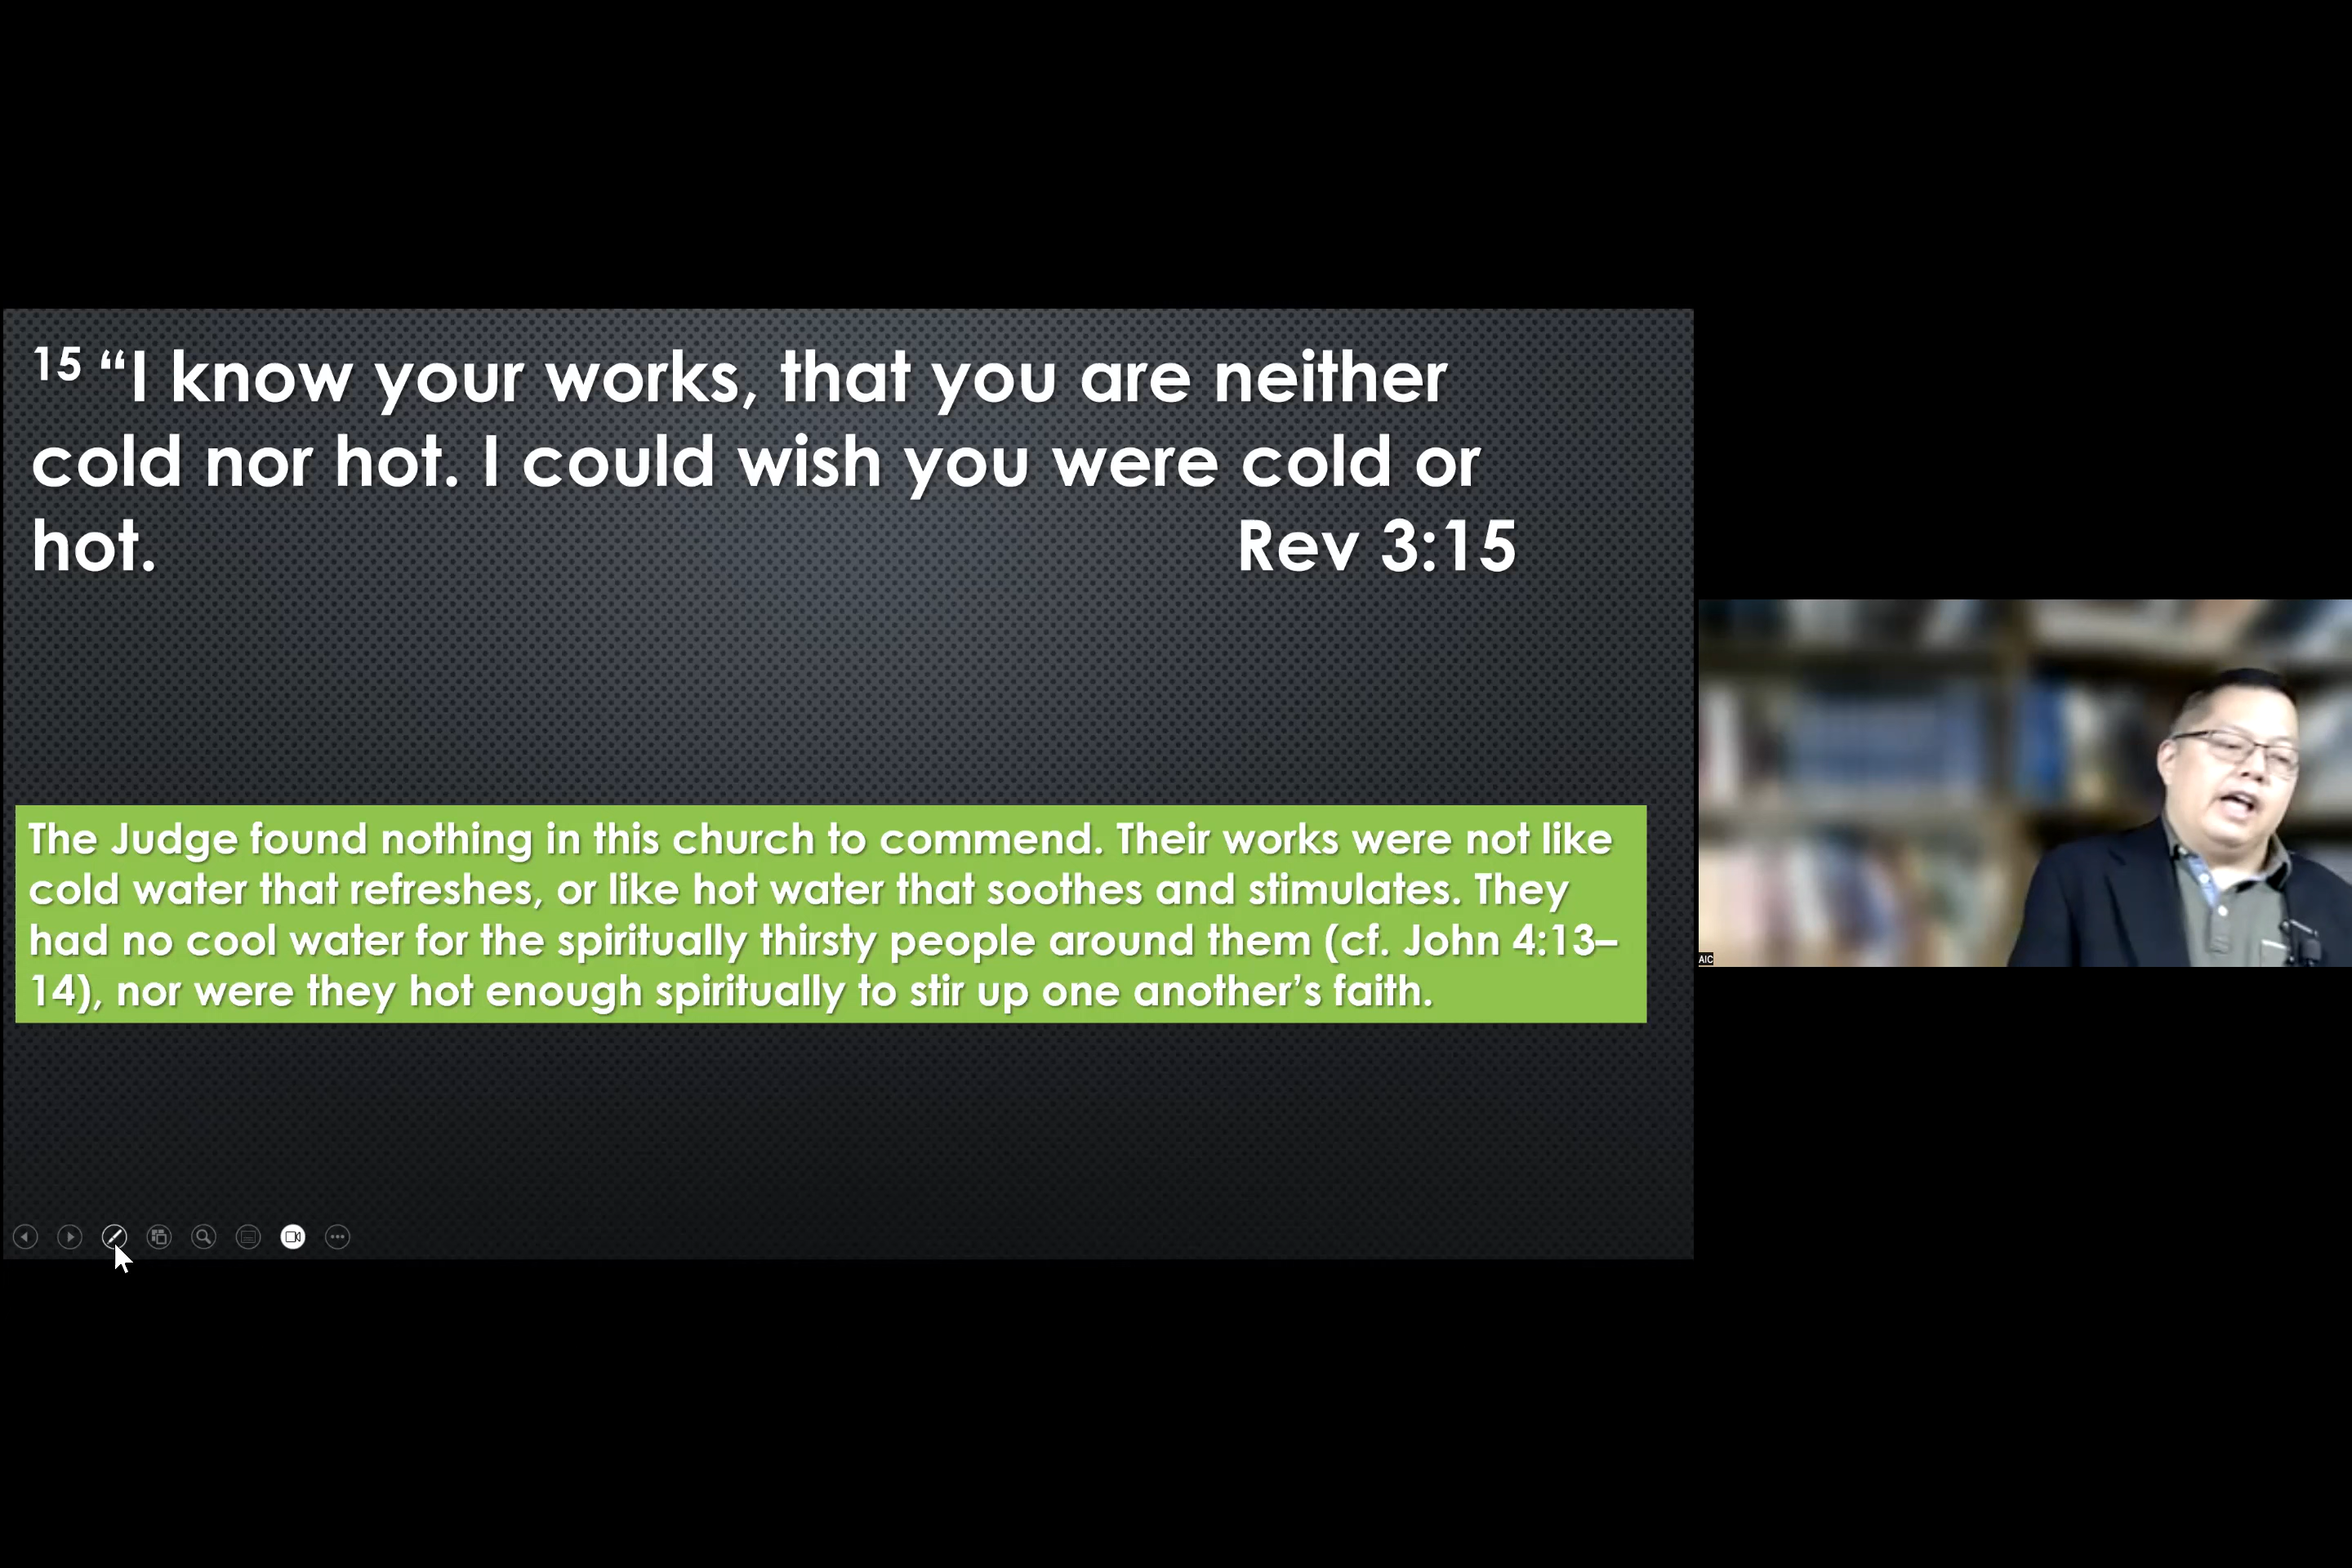 15 “I know your works, that you are neither
cold nor hot. I could wish you were cold or
hot. Rev 3:15
The Judge found nothing in this church to commend. Their works were not like
cold water that refreshes, or like hot water that soothes and stimulates. They
had no cool water for the spiritually thirsty people around them (cf. John 4:13–
14), nor were they hot enough spiritually to stir up one another’s faith.
AIC